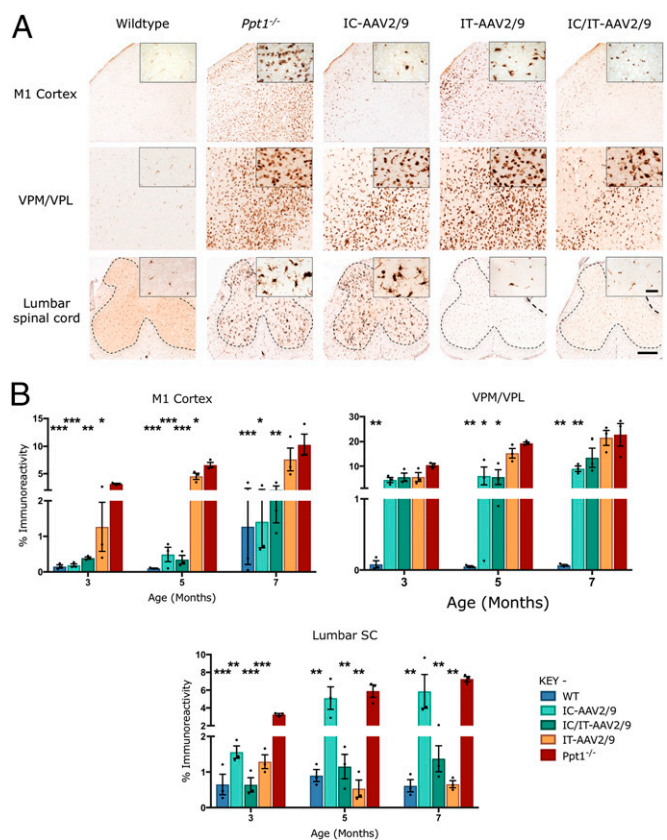 A
Wildtype Ppt1-/- IC-AAV2/9 IT-AAV2/9 IC/IT-AAV2/9
M1 Cortex
VPM/VPL
Lumbar
spinal cord
B
M1 Cortex
% Immunoreactivity
15
10
5
2
1
0
*** *** ** *
*** *** *** *
*** * **
3 5 7
Age (Months)
VPM/VPL
% Immunoreactivity
30
20
10
1
0
**
** * *
** **
3 5 7
Age (Months)
Lumbar SC
% Immunoreactivity
10
8
6
4
2
2
1
0
*** ** *** ***
** ** **
** ** **
3 5 7
Age (Months)
KEY -
WT
IC-AAV2/9
IC/IT-AAV2/9
IT-AAV2/9
Ppt1-/-